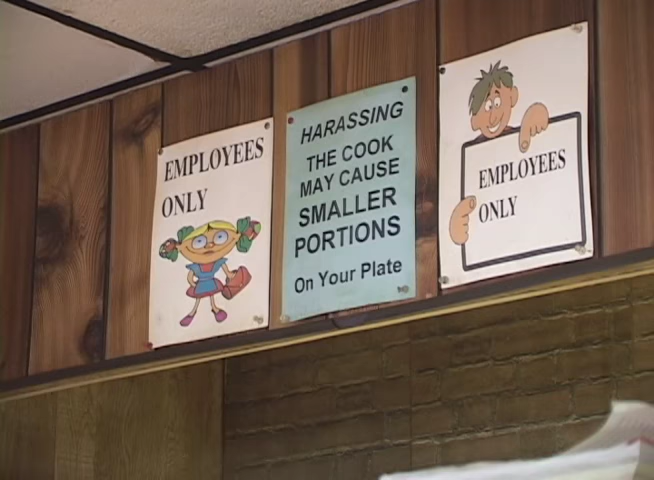 EMPLOYEES
ONLY
HARASSING
THE COOK
MAY CAUSE
SMALLER
PORTIONS
On Your Plate
EMPLOYEES
ONLY